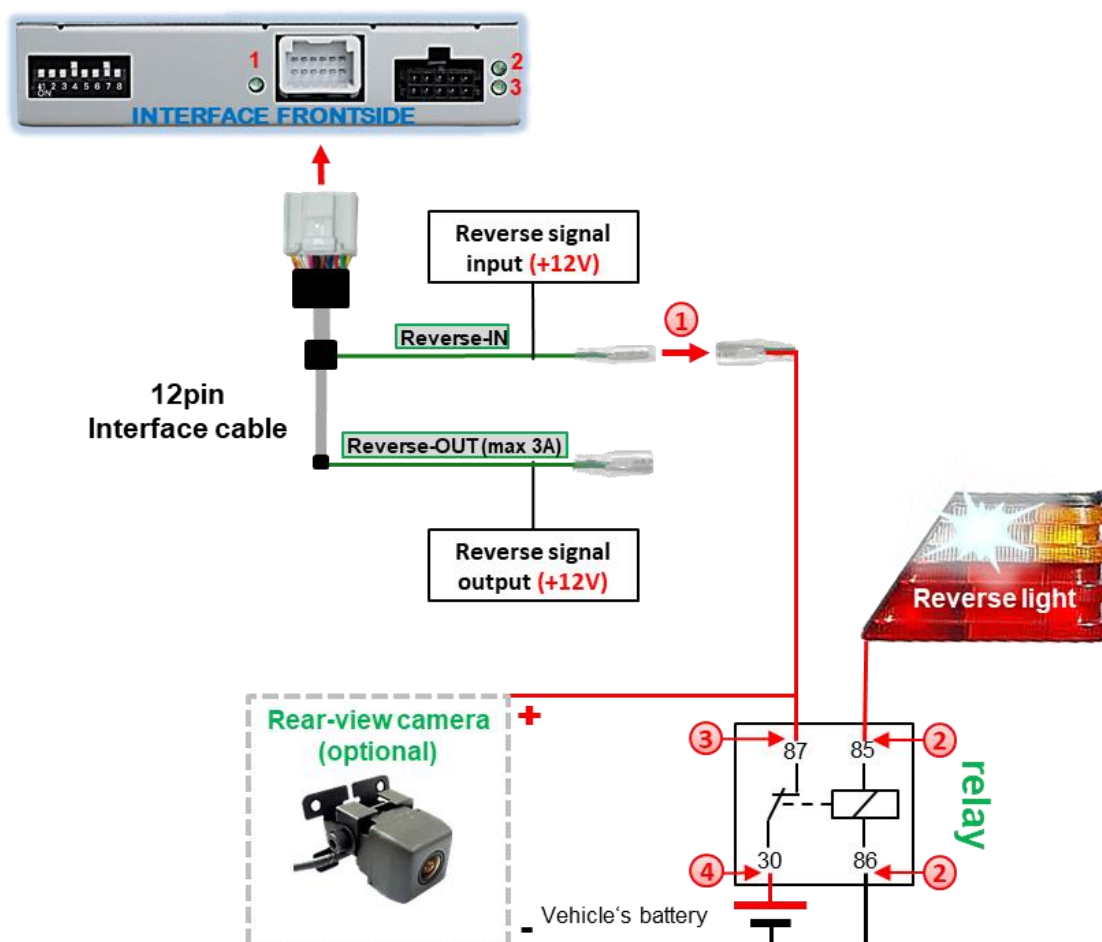 1
2
3
ON
1 2 3 4 5 6 7 8
INTERFACE FRONTSIDE
Reverse signal
input (+12V)
1
Reverse-IN
12pin
Interface cable
Reverse-OUT (max 3A)
Reverse signal
output (+12V)
Reverse light
Rear-view camera
(optional)
+
3
87
85
2
relay
4
30
86
2
- Vehicle‘s battery